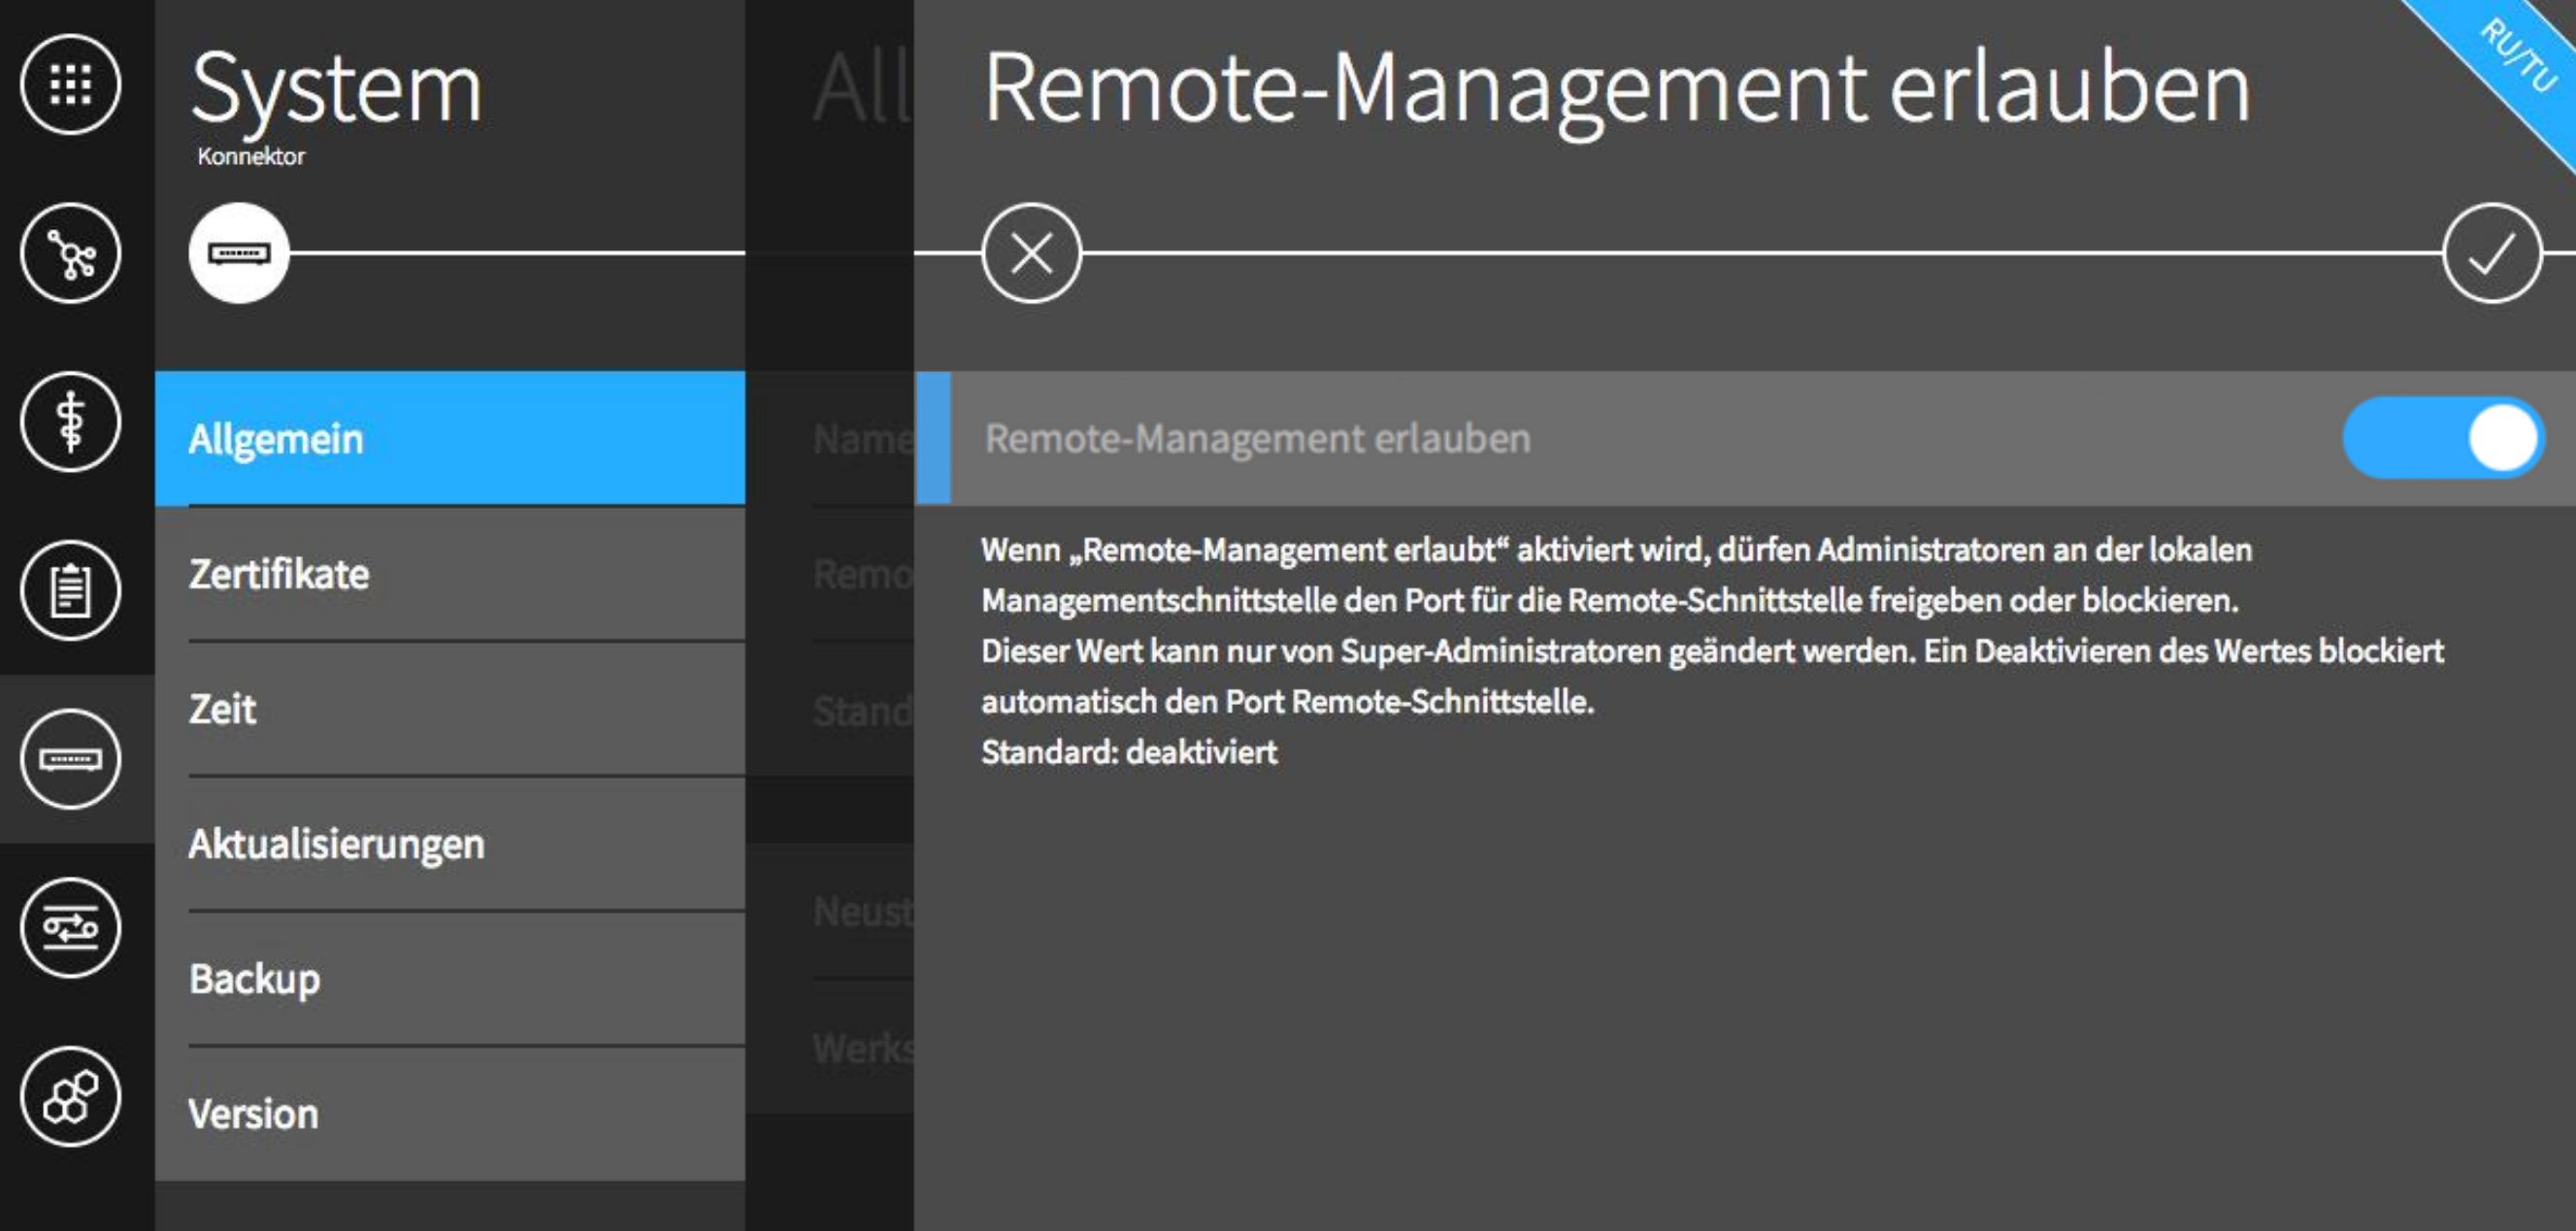 System
Konnektor
Allgemein
Zertifikate
Zeit
Aktualisierungen
Backup
Version
All
Name
Remo
Stand
Neust
Werks
Remote-Management erlauben
RU/TU
Remote-Management erlauben
Wenn „Remote-Management erlaubt“ aktiviert wird, dürfen Administratoren an der lokalen
Managementschnittstelle den Port für die Remote-Schnittstelle freigeben oder blockieren.
Dieser Wert kann nur von Super-Administratoren geändert werden. Ein Deaktivieren des Wertes blockiert
automatisch den Port Remote-Schnittstelle.
Standard: deaktiviert